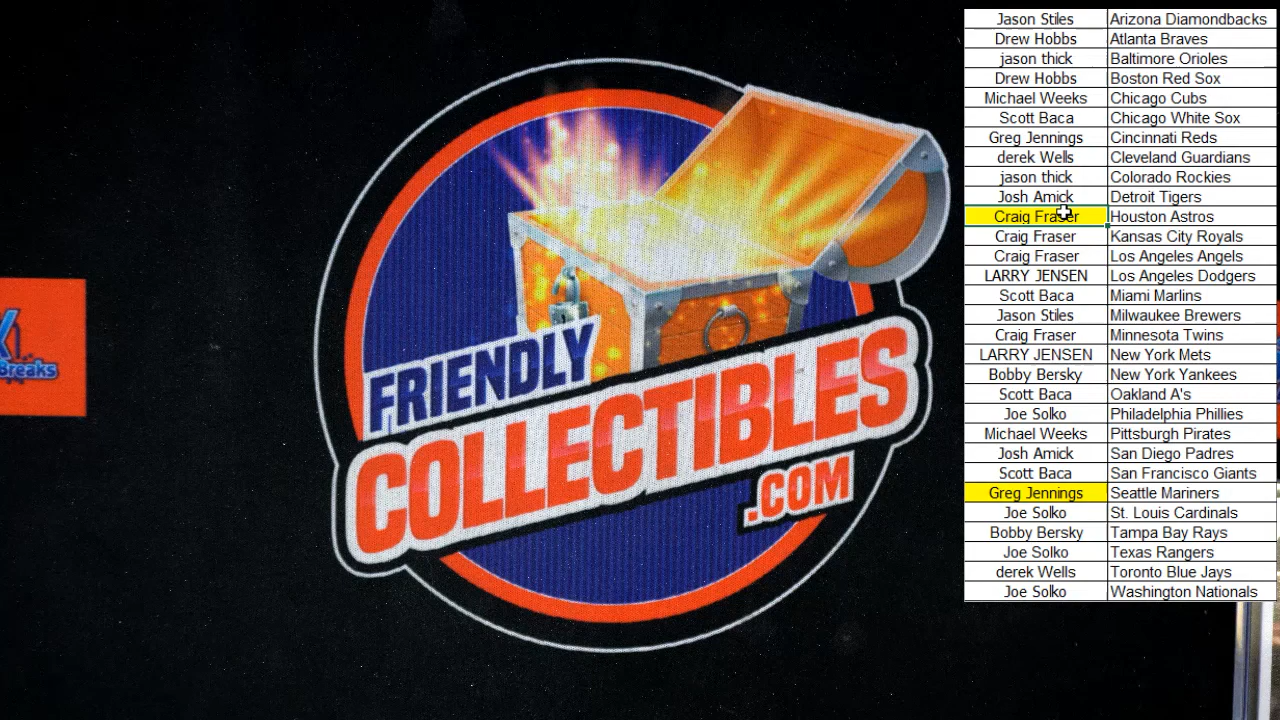 Breaks
FRIENDLY
COLLECTIBLES
.COM
Jason Stiles Arizona Diamondbacks
Drew Hobbs Atlanta Braves
jason thick Baltimore Orioles
Drew Hobbs Boston Red Sox
Michael Weeks Chicago Cubs
Scott Baca Chicago White Sox
Greg Jennings Cincinnati Reds
derek Wells Cleveland Guardians
jason thick Colorado Rockies
Josh Amick Detroit Tigers
Craig Fraser Houston Astros
Craig Fraser Kansas City Royals
Craig Fraser Los Angeles Angels
LARRY JENSEN Los Angeles Dodgers
Scott Baca Miami Marlins
Jason Stiles Milwaukee Brewers
Craig Fraser Minnesota Twins
LARRY JENSEN New York Mets
Bobby Bersky New York Yankees
Scott Baca Oakland A's
Joe Solko Philadelphia Phillies
Michael Weeks Pittsburgh Pirates
Josh Amick San Diego Padres
Scott Baca San Francisco Giants
Greg Jennings Seattle Mariners
Joe Solko St. Louis Cardinals
Bobby Bersky Tampa Bay Rays
Joe Solko Texas Rangers
derek Wells Toronto Blue Jays
Joe Solko Washington Nationals